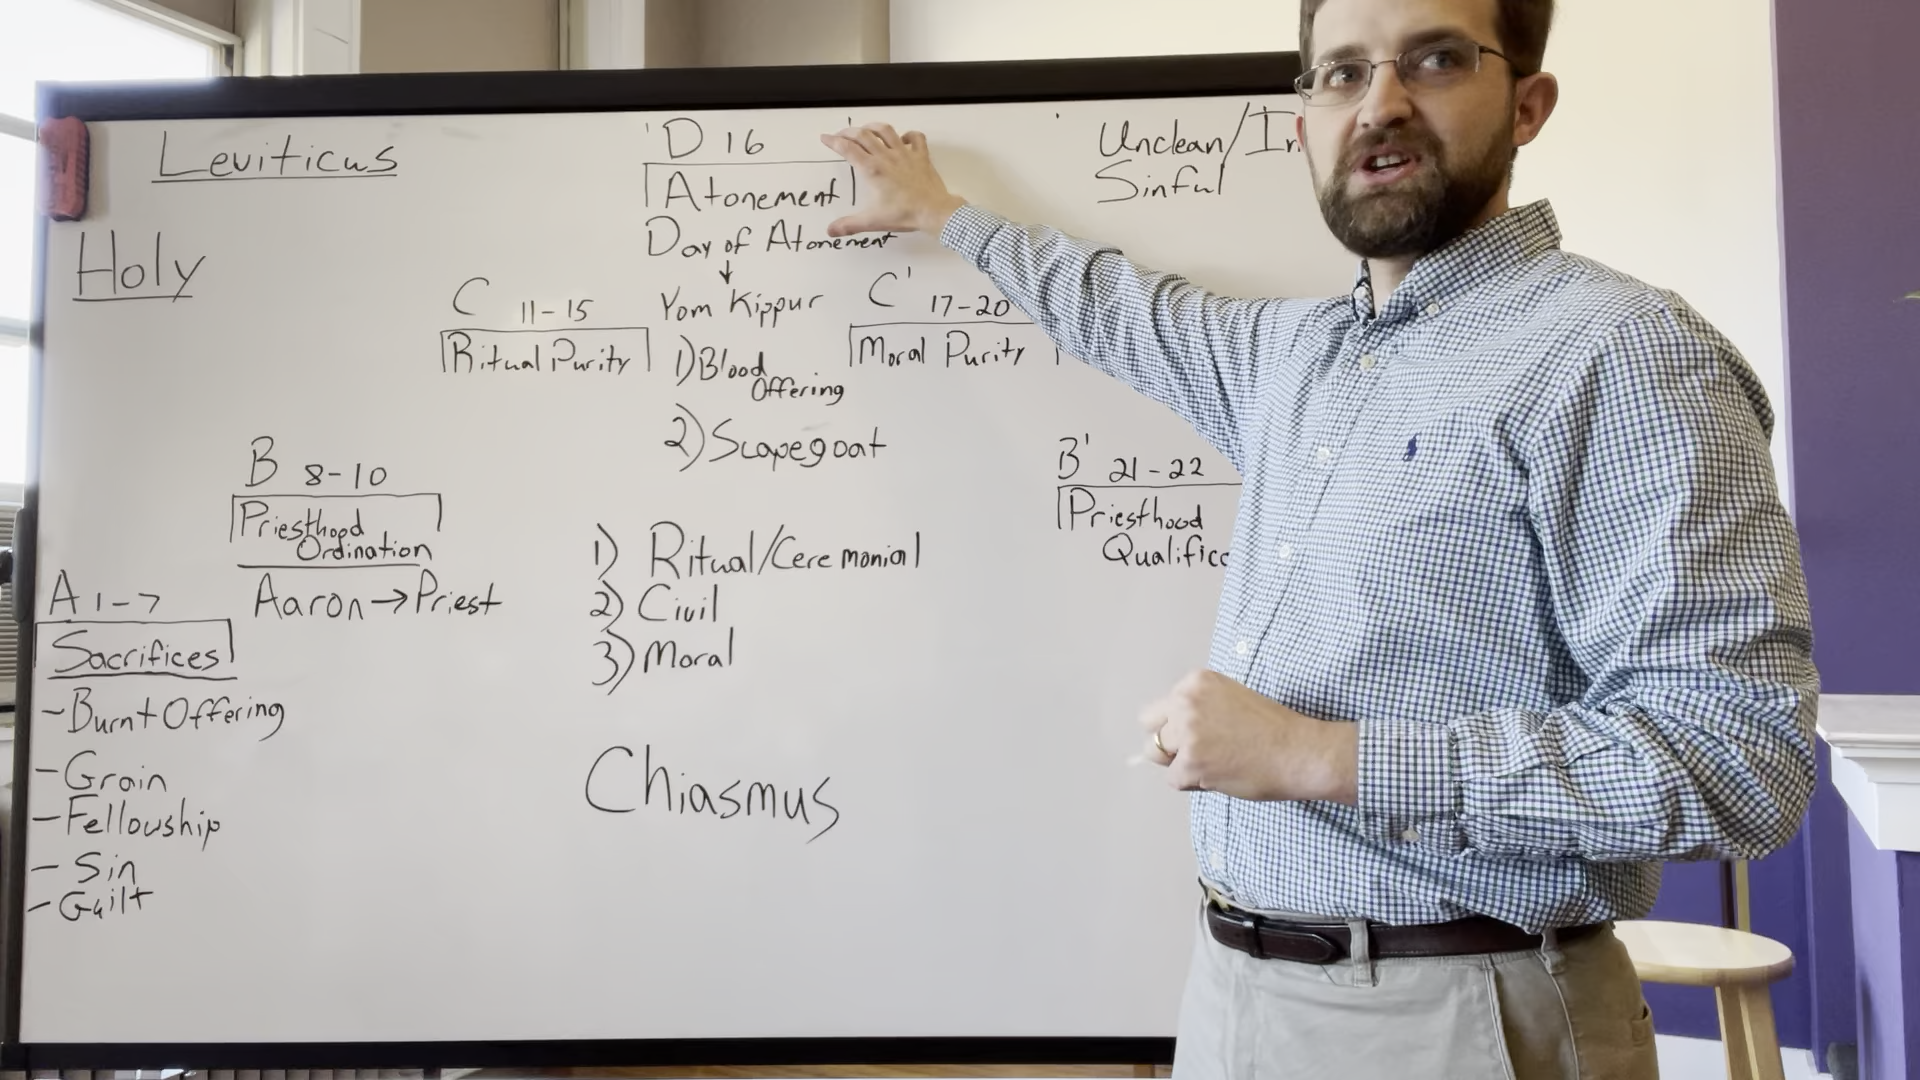 Leviticus
Holy
D 16
Atonement
Day of Atonement
Yom Kippur
1) Blood
Offering
2) Scapegoat
Unclean/
Sinful
C 11-15
Ritual Purity
C' 17-20
Moral Purity
B 8-10
Priesthood
Ordination
Aaron → Priest
B' 21-22
Priesthood
A 1-7
Sacrifices
- Burnt Offering
- Grain
- Fellowship
- Sin
- Guilt
1) Ritual/Ceremonial
2) Civil
3) Moral
Chiasmus